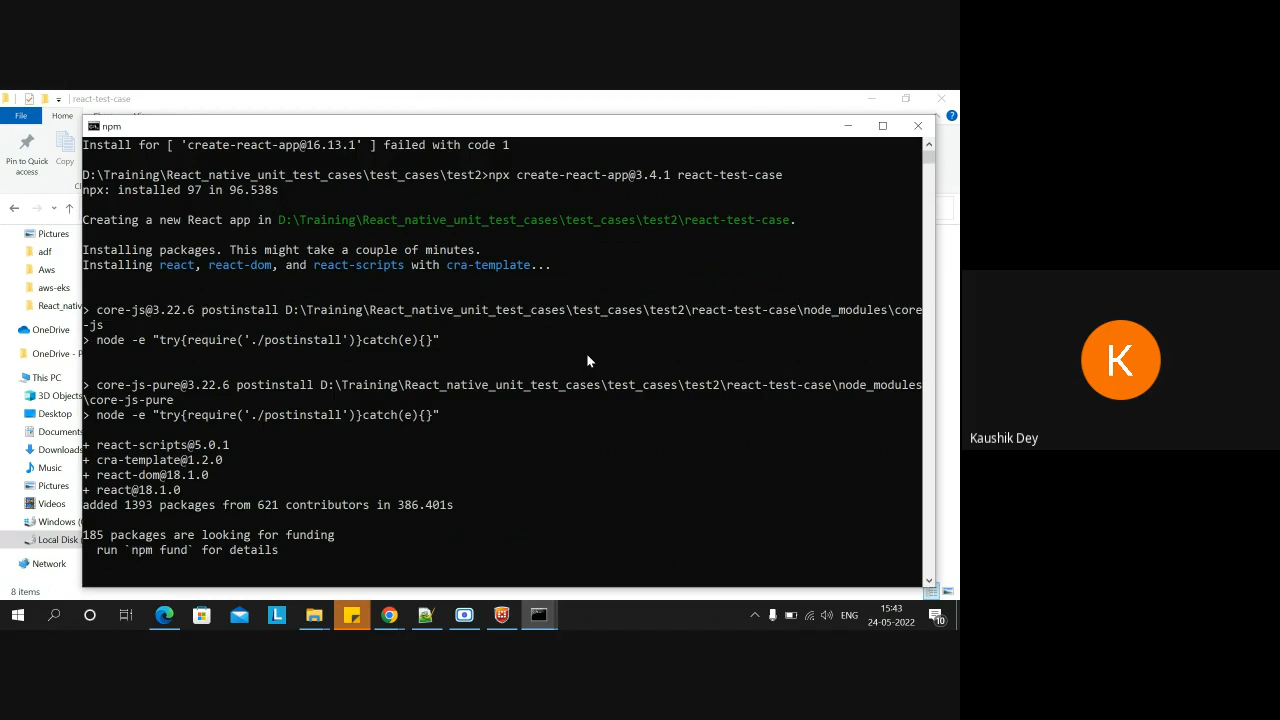 react-test-case
File
Home
Pin to Quick
access
Copy
npm
Install for [ 'create-react-app@16.13.1' ] failed with code 1
D:\Training\React_native_unit_test_cases\test_cases\test2>npx create-react-app@3.4.1 react-test-case
npx: installed 97 in 96.538s
Creating a new React app in D:\Training\React_native_unit_test_cases\test_cases\test2\react-test-case.
Installing packages. This might take a couple of minutes.
Installing react, react-dom, and react-scripts with cra-template...
> core-js@3.22.6 postinstall D:\Training\React_native_unit_test_cases\test_cases\test2\react-test-case\node_modules\core
-js
> node -e "try{require('./postinstall')}catch(e){}"
> core-js-pure@3.22.6 postinstall D:\Training\React_native_unit_test_cases\test_cases\test2\react-test-case\node_modules
\core-js-pure
> node -e "try{require('./postinstall')}catch(e){}"
+ react-scripts@5.0.1
+ cra-template@1.2.0
+ react-dom@18.1.0
+ react@18.1.0
added 1393 packages from 621 contributors in 386.401s
185 packages are looking for funding
run `npm fund` for details
Pictures
adf
Aws
aws-eks
React_nativ
OneDrive
OneDrive - P
This PC
3D Objects
Desktop
Documents
Downloads
Music
Pictures
Videos
Windows (
Local Disk
Network
8 items
L
ENG
15:43
24-05-2022
10
K
Kaushik Dey